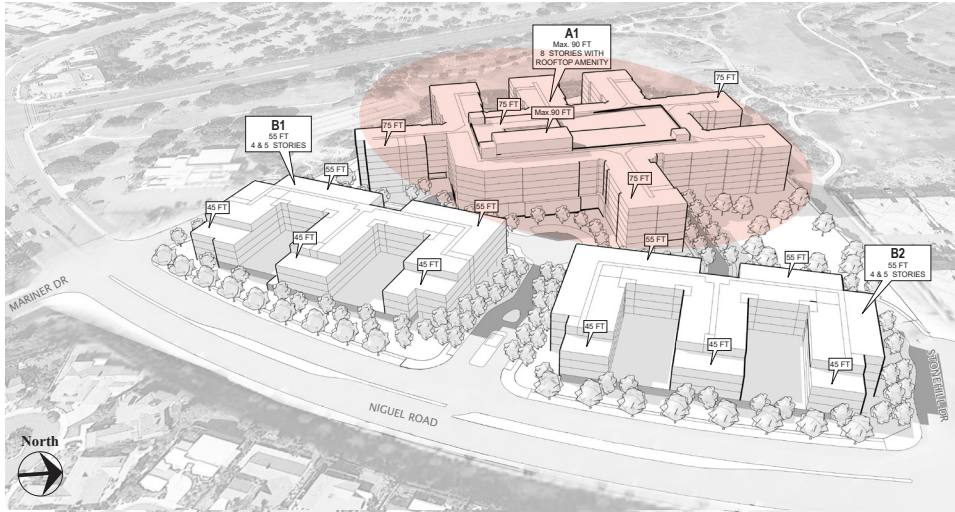 A1
Max. 90 FT
8 STORIES WITH
ROOFTOP AMENITY
75 FT
75 FT
Max.90 FT
75 FT
B1
55 FT
4 & 5 STORIES
55 FT
75 FT
45 FT
55 FT
45 FT
55 FT
55 FT
B2
55 FT
4 & 5 STORIES
45 FT
MARINER DR
45 FT
45 FT
45 FT
STONEHILL DR
NIGUEL ROAD
North